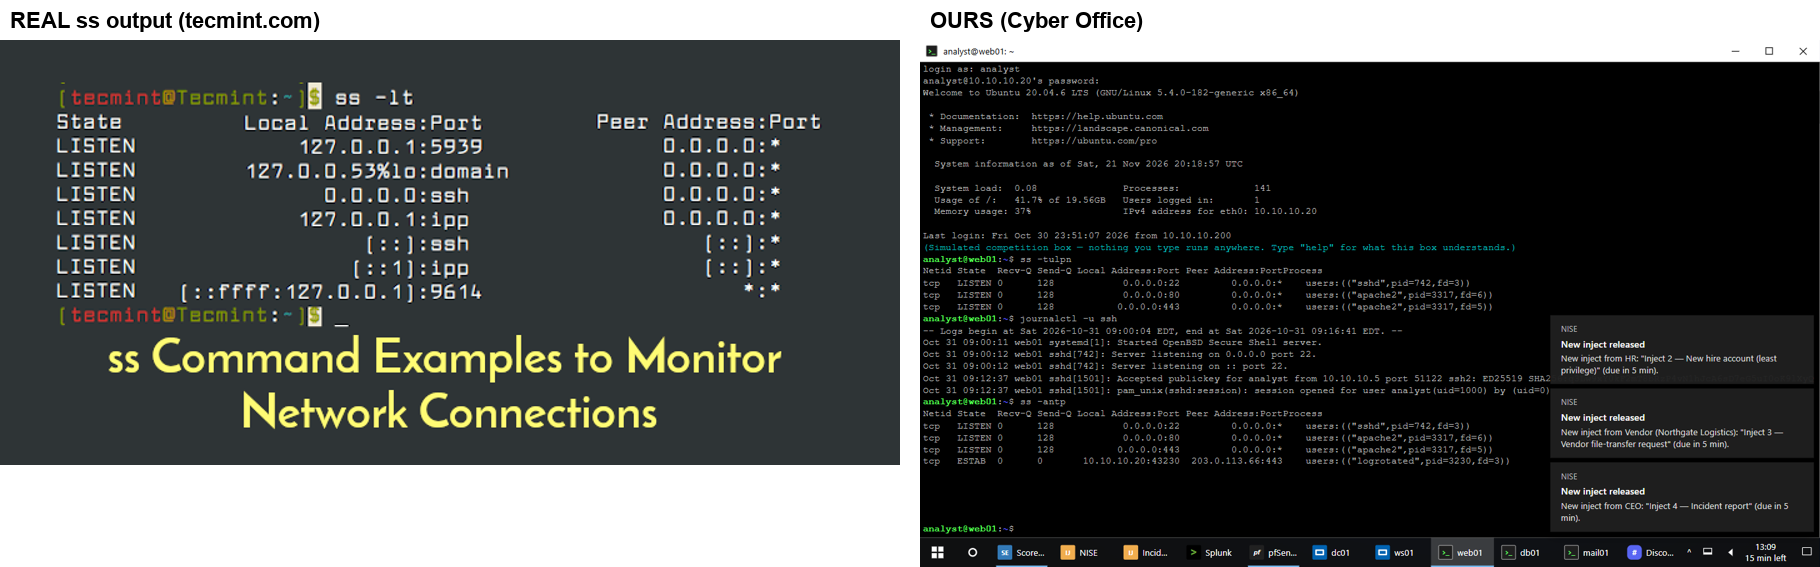 REAL ss output (tecmint.com)
[tecmint@Tecmint:~]$ ss -lt
State Local Address:Port Peer Address:Port
LISTEN 127.0.0.1:5939 0.0.0.0:*
LISTEN 127.0.0.53%lo:domain 0.0.0.0:*
LISTEN 0.0.0.0:ssh 0.0.0.0:*
LISTEN 127.0.0.1:ipp 0.0.0.0:*
LISTEN [::]:ssh [::]:*
LISTEN [::1]:ipp [::]:*
LISTEN [::ffff:127.0.0.1]:9614 *:*
[tecmint@Tecmint:~]$ _
ss Command Examples to Monitor
Network Connections
OURS (Cyber Office)
analyst@web01: ~
login as: analyst
analyst@10.10.10.20's password:
Welcome to Ubuntu 20.04.6 LTS (GNU/Linux 5.4.0-182-generic x86_64)
* Documentation: https://help.ubuntu.com
* Management: https://landscape.canonical.com
* Support: https://ubuntu.com/pro
System information as of Sat, 21 Nov 2026 20:18:57 UTC
System load: 0.08 Processes: 141
Usage of /: 41.7% of 19.56GB Users logged in: 1
Memory usage: 37% IPv4 address for eth0: 10.10.10.20
Last login: Fri Oct 30 23:51:07 2026 from 10.10.10.200
(Simulated competition box — nothing you type runs anywhere. Type "help" for what this box understands.)
analyst@web01:~$ ss -tulpn
Netid State Recv-Q Send-Q Local Address:Port Peer Address:PortProcess
tcp LISTEN 0 128 0.0.0.0:22 0.0.0.0:* users:(("sshd",pid=742,fd=3))
tcp LISTEN 0 128 0.0.0.0:80 0.0.0.0:* users:(("apache2",pid=3317,fd=6))
tcp LISTEN 0 128 0.0.0.0:443 0.0.0.0:* users:(("apache2",pid=3317,fd=5))
analyst@web01:~$ journalctl -u ssh
-- Logs begin at Sat 2026-10-31 09:00:04 EDT, end at Sat 2026-10-31 09:16:41 EDT. --
Oct 31 09:00:11 web01 systemd[1]: Started OpenBSD Secure Shell server.
Oct 31 09:00:12 web01 sshd[742]: Server listening on 0.0.0.0 port 22.
Oct 31 09:00:12 web01 sshd[742]: Server listening on :: port 22.
Oct 31 09:12:37 web01 sshd[1501]: Accepted publickey for analyst from 10.10.10.5 port 51122 ssh2: ED25519 SHA2
Oct 31 09:12:37 web01 sshd[1501]: pam_unix(sshd:session): session opened for user analyst(uid=1000) by (uid=0)
analyst@web01:~$ ss -antp
Netid State Recv-Q Send-Q Local Address:Port Peer Address:PortProcess
tcp LISTEN 0 128 0.0.0.0:22 0.0.0.0:* users:(("sshd",pid=742,fd=3))
tcp LISTEN 0 128 0.0.0.0:80 0.0.0.0:* users:(("apache2",pid=3317,fd=6))
tcp LISTEN 0 128 0.0.0.0:443 0.0.0.0:* users:(("apache2",pid=3317,fd=5))
tcp ESTAB 0 0 10.10.10.20:43230 203.0.113.66:443 users:(("logrotated",pid=3230,fd=3))
analyst@web01:~$
NISE
New inject released
New inject from HR: "Inject 2 — New hire account (least
privilege)" (due in 5 min).
NISE
New inject released
New inject from Vendor (Northgate Logistics): "Inject 3 —
Vendor file-transfer request" (due in 5 min).
NISE
New inject released
New inject from CEO: "Inject 4 — Incident report" (due in 5
min).
SE Score... U NISE U Incid... > Splunk pf pfSen... dc01 ws01 web01 db01 mail01 # Disco... 13:09
15 min left